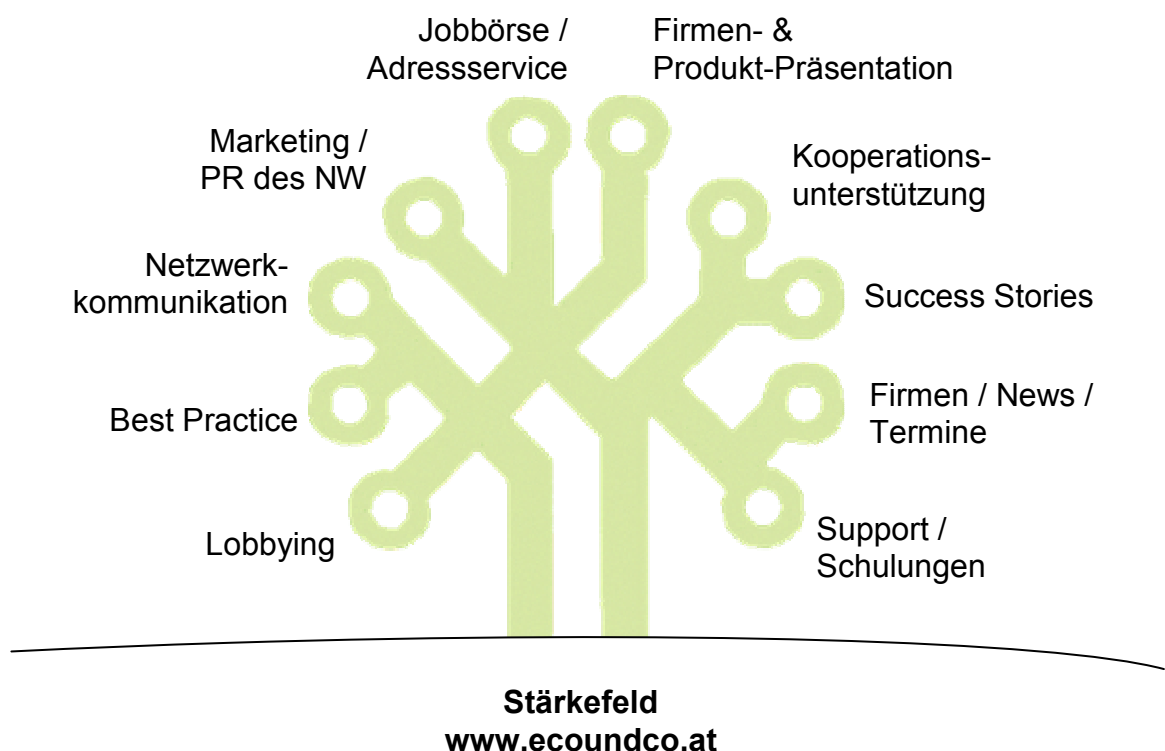 Jobbörse /
Adressservice
Firmen- &
Produkt-Präsentation
Marketing /
PR des NW
Kooperations-
unterstützung
Netzwerk-
kommunikation
Success Stories
Best Practice
Firmen / News /
Termine
Lobbying
Support /
Schulungen
Stärkefeld
www.ecoundco.at